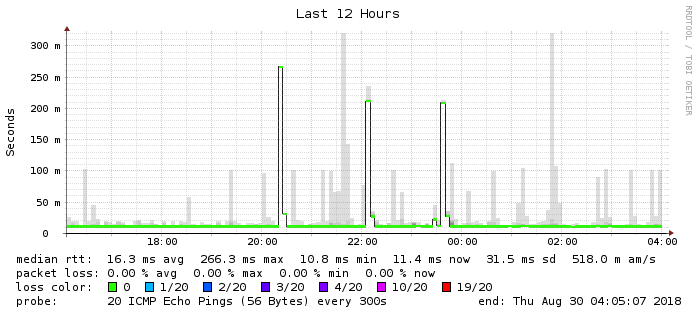 Last 12 Hours
RRDTOOL / TOBI OETIKER
Seconds
300 m
250 m
200 m
150 m
100 m
50 m
0
18:00 20:00 22:00 00:00 02:00 04:00
median rtt: 16.3 ms avg 266.3 ms max 10.8 ms min 11.4 ms now 31.5 ms sd 518.0 m am/s
packet loss: 0.00 % avg 0.00 % max 0.00 % min 0.00 % now
loss color: 0 1/20 2/20 3/20 4/20 10/20 19/20
probe: 20 ICMP Echo Pings (56 Bytes) every 300s end: Thu Aug 30 04:05:07 2018